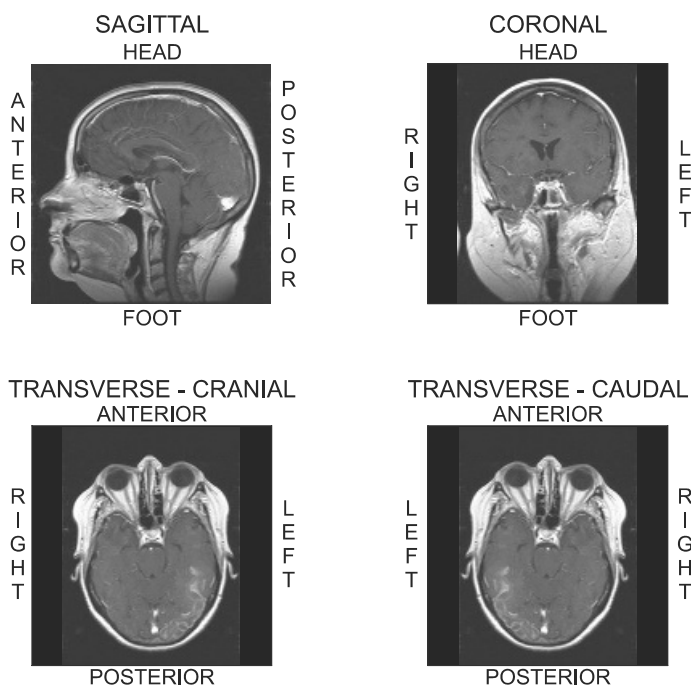 SAGITTAL
HEAD
ANTERIOR
POSTERIOR
FOOT
CORONAL
HEAD
RIGHT
LEFT
FOOT
TRANSVERSE - CRANIAL
ANTERIOR
RIGHT
LEFT
POSTERIOR
TRANSVERSE - CAUDAL
ANTERIOR
LEFT
RIGHT
POSTERIOR